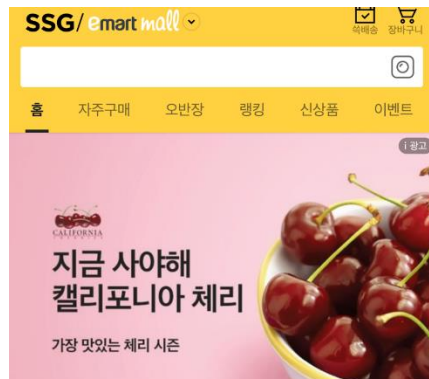 SSG/ emart mall
쓱배송 장바구니
홈 자주구매 오반장 랭킹 신상품 이벤트
i 광고
CALIFORNIA
지금 사야해
캘리포니아 체리
가장 맛있는 체리 시즌